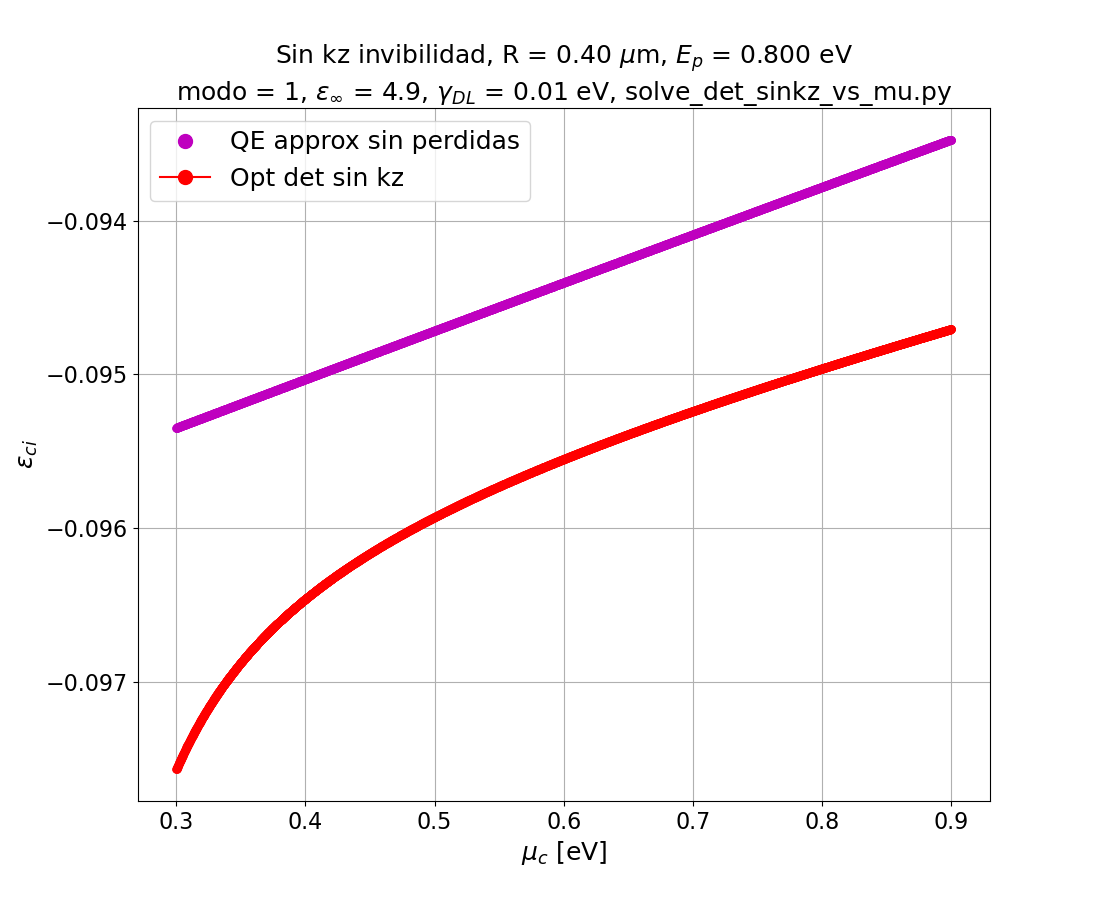 Sin kz invibilidad, R = 0.40 μm, E_p = 0.800 eV
modo = 1, ε_∞ = 4.9, γ_DL = 0.01 eV, solve_det_sinkz_vs_mu.py
QE approx sin perdidas
Opt det sin kz
−0.094
−0.095
−0.096
−0.097
ε_ci
0.3 0.4 0.5 0.6 0.7 0.8 0.9
μ_c [eV]